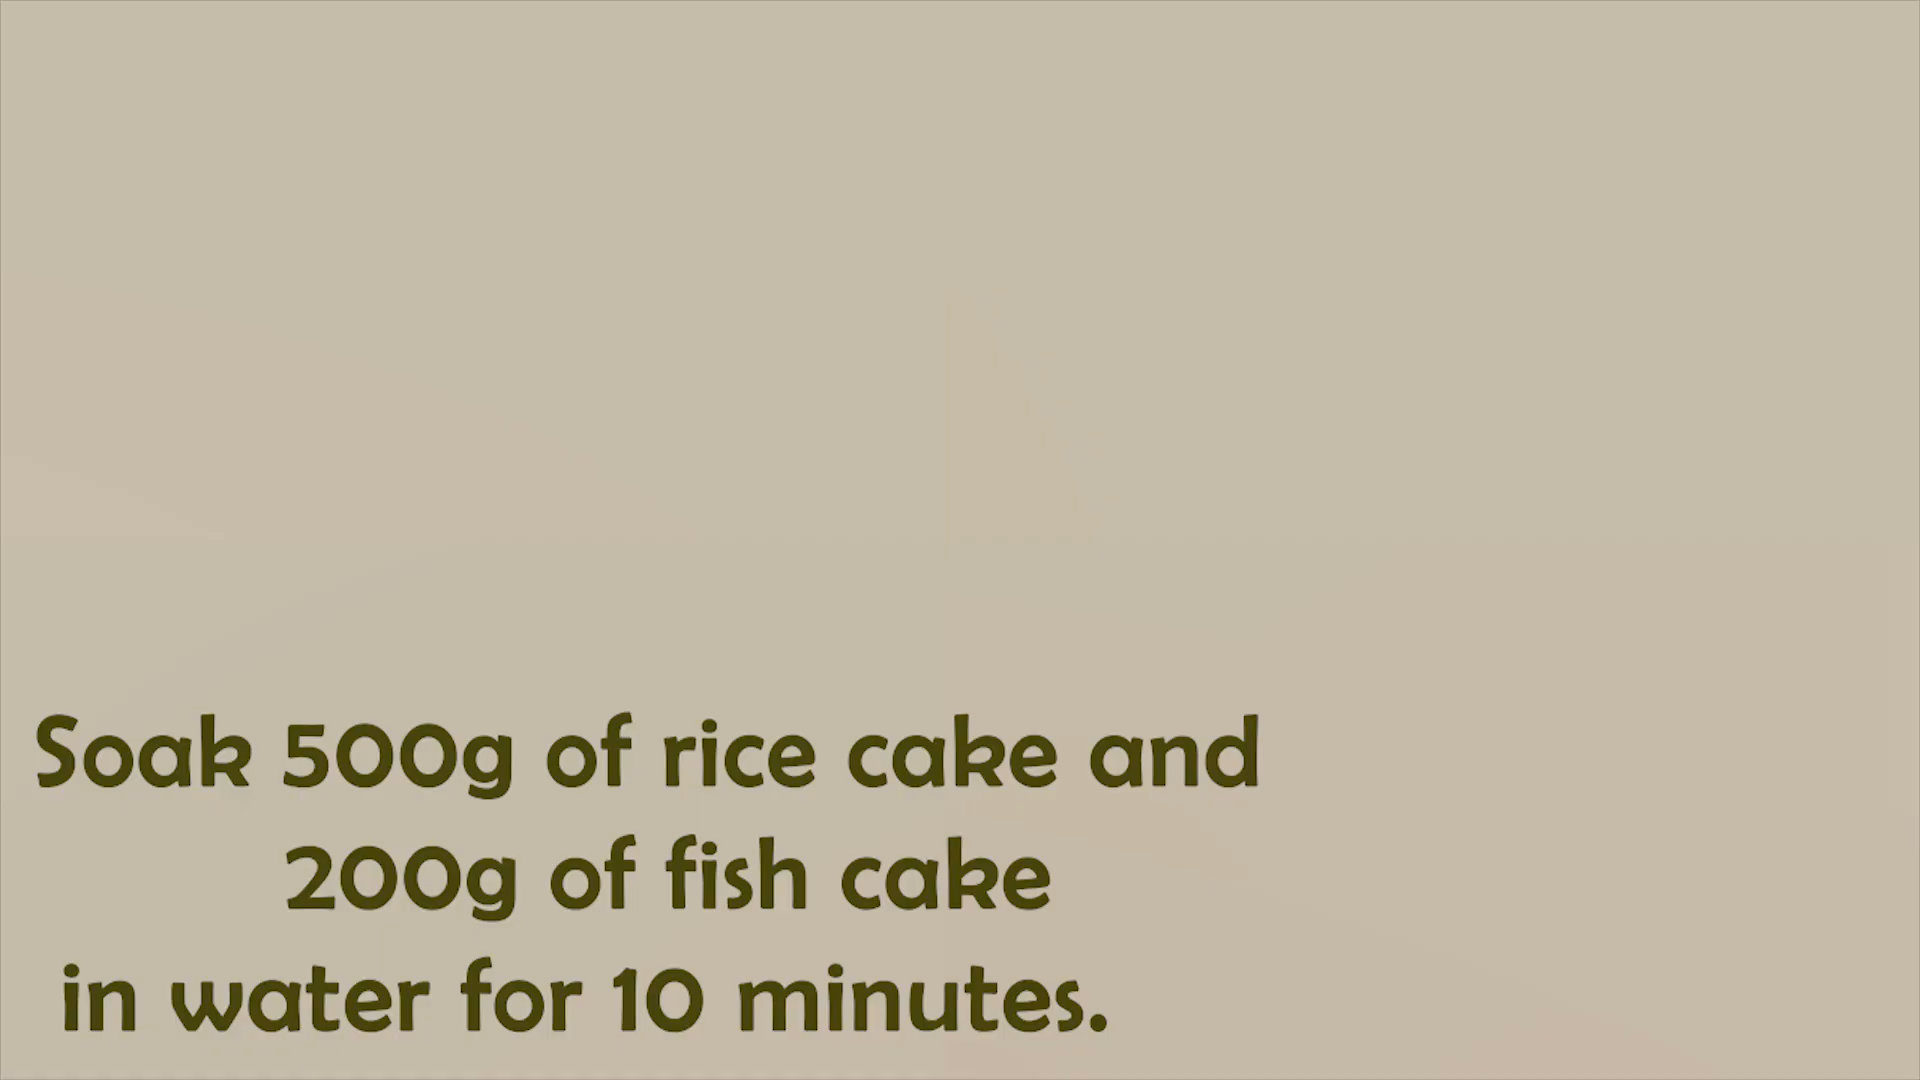 Soak 500g of rice cake and
200g of fish cake
in water for 10 minutes.